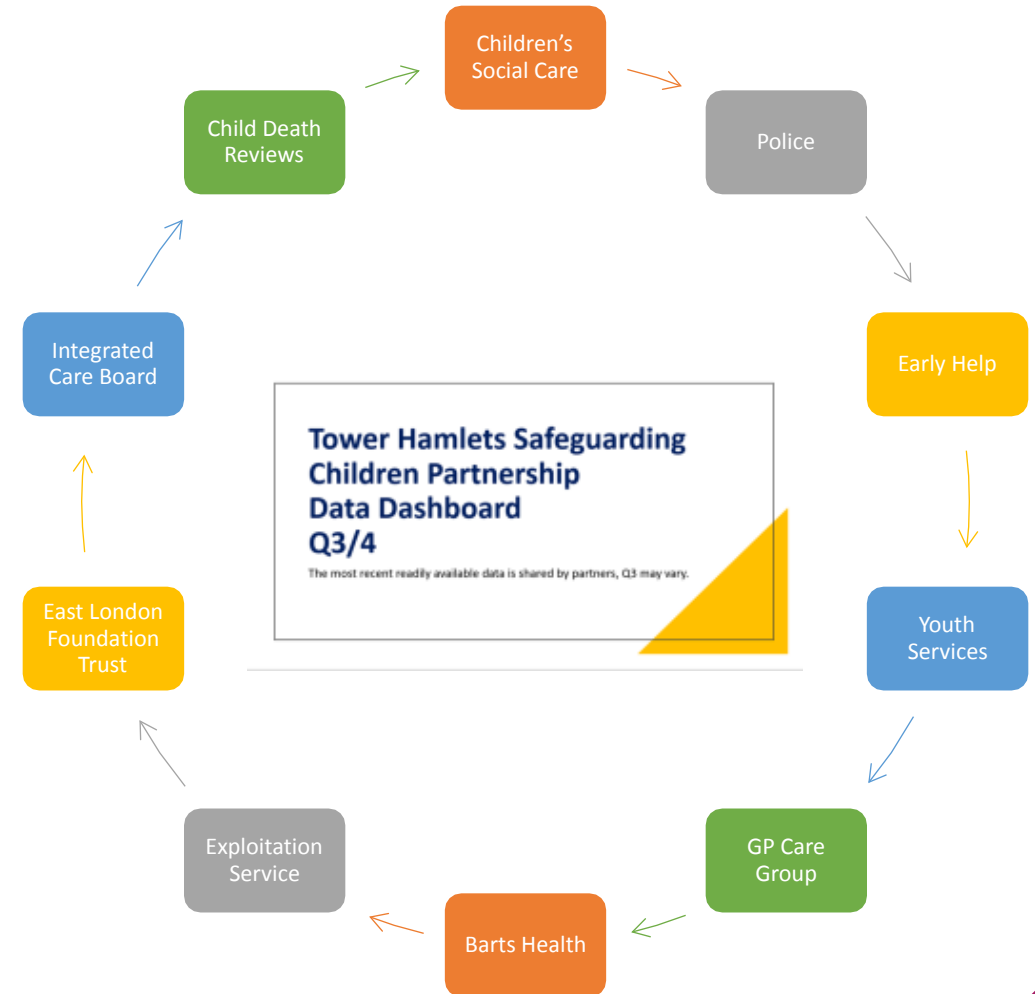 Children’s
Social Care
Police
Early Help
Youth
Services
GP Care
Group
Barts Health
Exploitation
Service
East London
Foundation
Trust
Integrated
Care Board
Child Death
Reviews
Tower Hamlets Safeguarding
Children Partnership
Data Dashboard
Q3/4
The most recent readily available data is shared by partners, Q3 may vary.